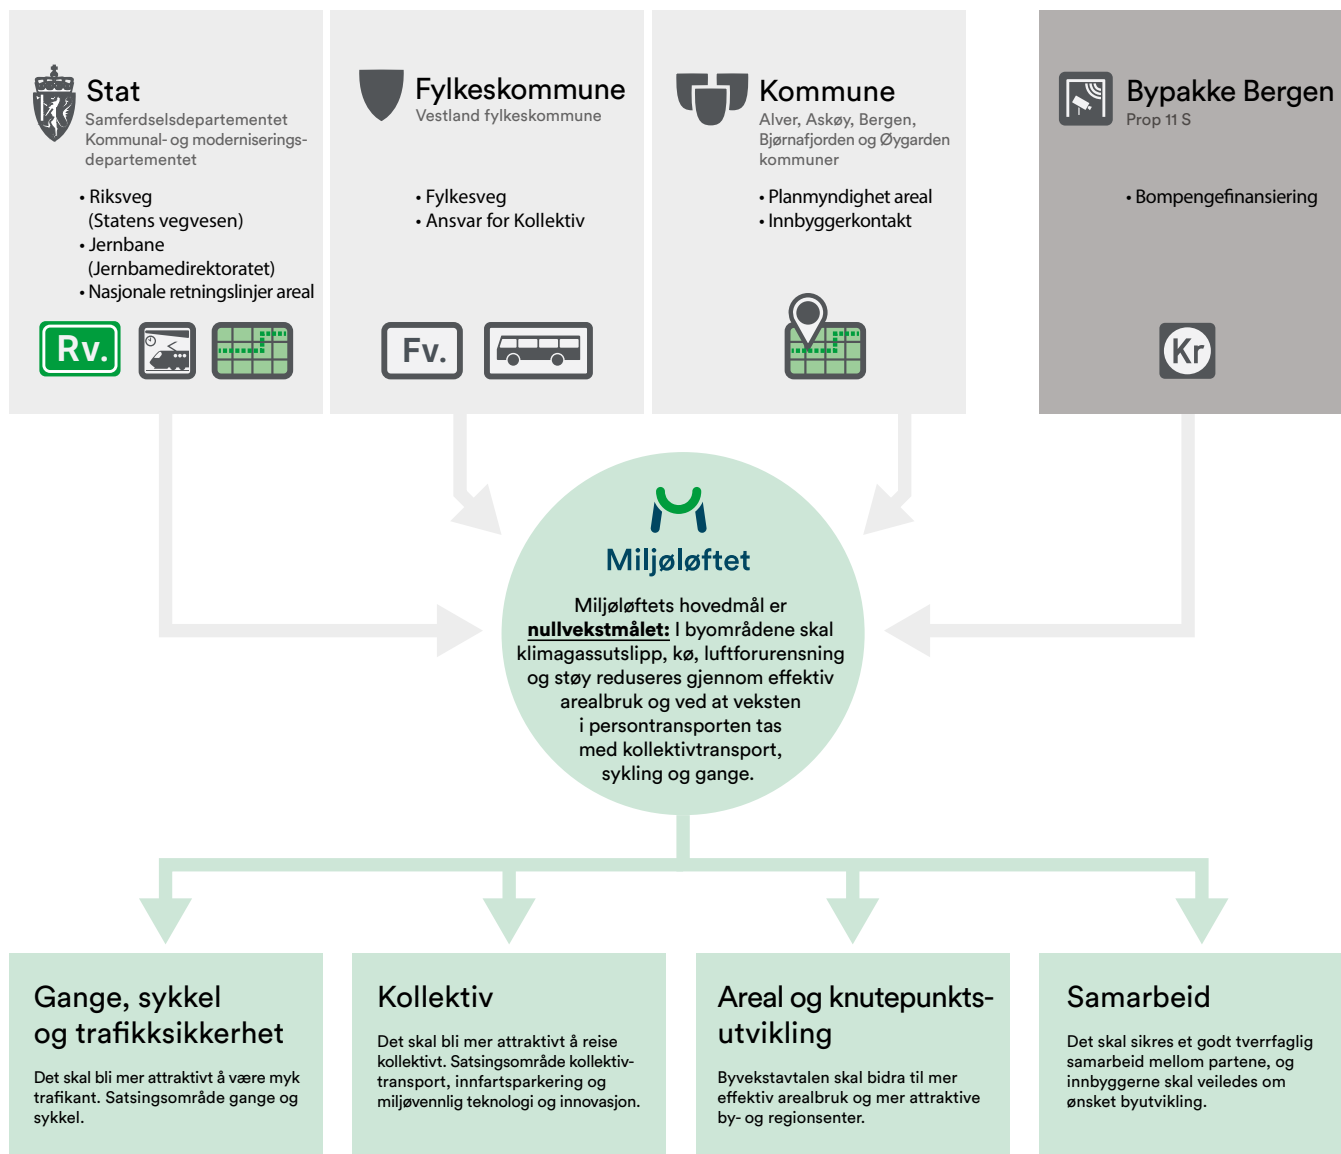 Stat
Samferdselsdepartementet
Kommunal- og moderniserings-
departementet
• Riksveg
(Statens vegvesen)
• Jernbane
(Jernbamedirektoratet)
• Nasjonale retningslinjer areal
Rv.
Fylkeskommune
Vestland fylkeskommune
• Fylkesveg
• Ansvar for Kollektiv
Fv.
Kommune
Alver, Askøy, Bergen,
Bjørnafjorden og Øygarden
kommuner
• Planmyndighet areal
• Innbyggerkontakt
Bypakke Bergen
Prop 11 S
• Bompengefinansiering
Kr
Miljøløftet
Miljøløftets hovedmål er
nullvekstmålet: I byområdene skal
klimagassutslipp, kø, luftforurensning
og støy reduseres gjennom effektiv
arealbruk og ved at veksten
i persontransporten tas
med kollektivtransport,
sykling og gange.
Gange, sykkel
og trafikksikkerhet
Det skal bli mer attraktivt å være myk
trafikant. Satsingsområde gange og
sykkel.
Kollektiv
Det skal bli mer attraktivt å reise
kollektivt. Satsingsområde kollektiv-
transport, innfartsparkering og
miljøvennlig teknologi og innovasjon.
Areal og knutepunkts-
utvikling
Byvekstavtalen skal bidra til mer
effektiv arealbruk og mer attraktive
by- og regionsenter.
Samarbeid
Det skal sikres et godt tverrfaglig
samarbeid mellom partene, og
innbyggerne skal veiledes om
ønsket byutvikling.